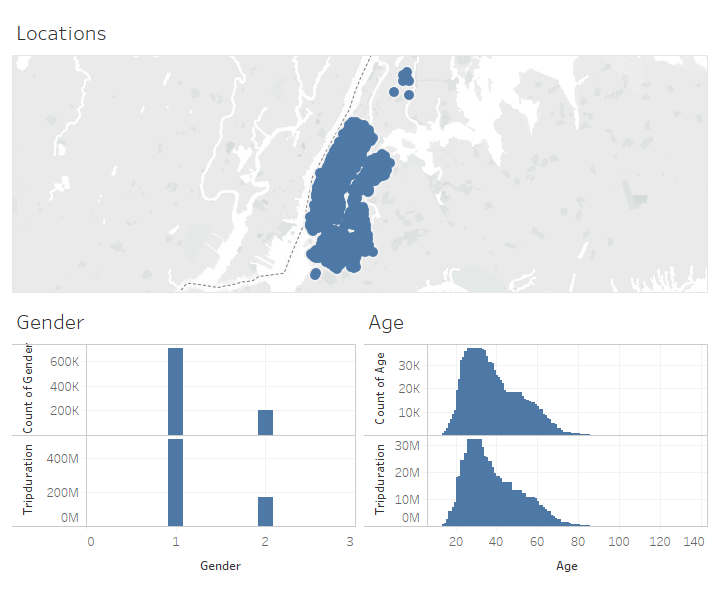 Locations
Gender
Age
Count of Gender
600K
400K
200K
Tripduration
400M
200M
0M
0 1 2 3
Gender
Count of Age
30K
20K
10K
Tripduration
30M
20M
10M
0M
20 40 60 80 100 120 140
Age